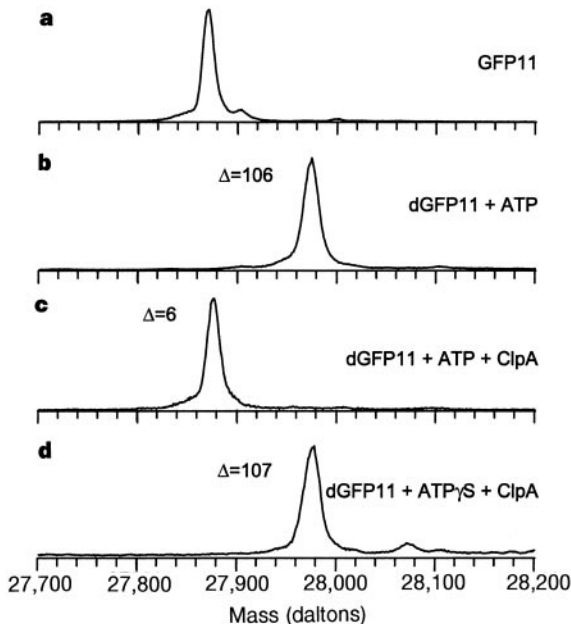 a
GFP11
b
Δ=106
dGFP11 + ATP
c
Δ=6
dGFP11 + ATP + ClpA
d
Δ=107
dGFP11 + ATPγS + ClpA
27,700 27,800 27,900 28,000 28,100 28,200
Mass (daltons)